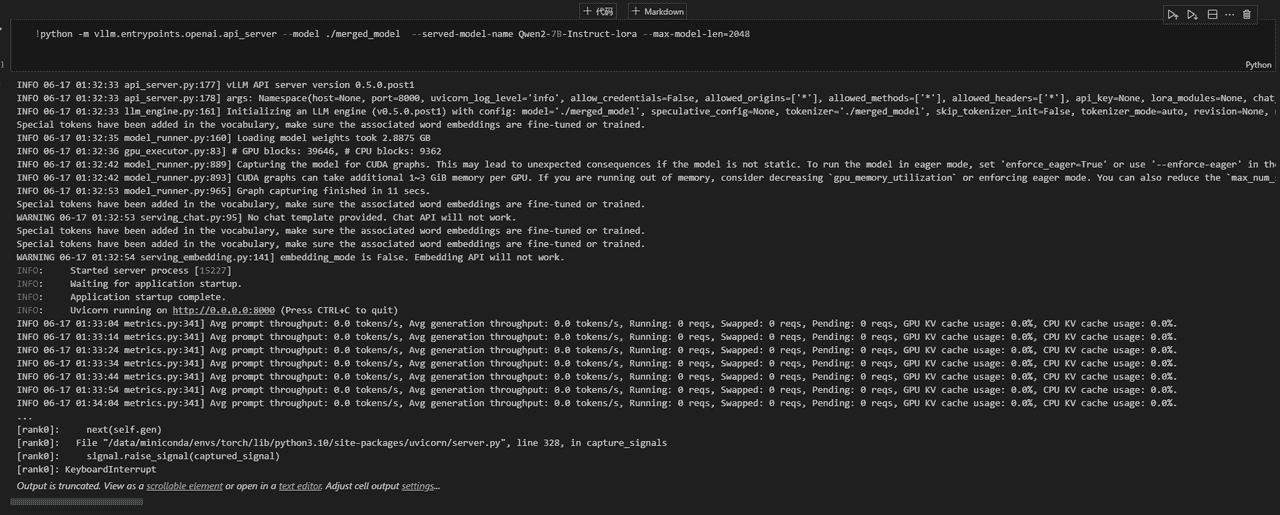 + 代码 + Markdown
!python -m vllm.entrypoints.openai.api_server --model ./merged_model --served-model-name Qwen2-7B-Instruct-lora --max-model-len=2048
Python
INFO 06-17 01:32:33 api_server.py:177] vLLM API server version 0.5.0.post1
INFO 06-17 01:32:33 api_server.py:178] args: Namespace(host=None, port=8000, uvicorn_log_level='info', allow_credentials=False, allowed_origins=['*'], allowed_methods=['*'], allowed_headers=['*'], api_key=None, lora_modules=None, chat_
INFO 06-17 01:32:33 llm_engine.py:161] Initializing an LLM engine (v0.5.0.post1) with config: model='./merged_model', speculative_config=None, tokenizer='./merged_model', skip_tokenizer_init=False, tokenizer_mode=auto, revision=None,
Special tokens have been added in the vocabulary, make sure the associated word embeddings are fine-tuned or trained.
INFO 06-17 01:32:35 model_runner.py:160] Loading model weights took 2.8875 GB
INFO 06-17 01:32:36 gpu_executor.py:83] # GPU blocks: 39646, # CPU blocks: 9362
INFO 06-17 01:32:42 model_runner.py:889] Capturing the model for CUDA graphs. This may lead to unexpected consequences if the model is not static. To run the model in eager mode, set 'enforce_eager=True' or use '--enforce-eager' in the
INFO 06-17 01:32:42 model_runner.py:893] CUDA graphs can take additional 1~3 GiB memory per GPU. If you are running out of memory, consider decreasing `gpu_memory_utilization` or enforcing eager mode. You can also reduce the `max_num_s
INFO 06-17 01:32:53 model_runner.py:965] Graph capturing finished in 11 secs.
Special tokens have been added in the vocabulary, make sure the associated word embeddings are fine-tuned or trained.
WARNING 06-17 01:32:53 serving_chat.py:95] No chat template provided. Chat API will not work.
Special tokens have been added in the vocabulary, make sure the associated word embeddings are fine-tuned or trained.
Special tokens have been added in the vocabulary, make sure the associated word embeddings are fine-tuned or trained.
WARNING 06-17 01:32:54 serving_embedding.py:141] embedding_mode is False. Embedding API will not work.
INFO: Started server process [15227]
INFO: Waiting for application startup.
INFO: Application startup complete.
INFO: Uvicorn running on http://0.0.0.0:8000 (Press CTRL+C to quit)
INFO 06-17 01:33:04 metrics.py:341] Avg prompt throughput: 0.0 tokens/s, Avg generation throughput: 0.0 tokens/s, Running: 0 reqs, Swapped: 0 reqs, Pending: 0 reqs, GPU KV cache usage: 0.0%, CPU KV cache usage: 0.0%.
INFO 06-17 01:33:14 metrics.py:341] Avg prompt throughput: 0.0 tokens/s, Avg generation throughput: 0.0 tokens/s, Running: 0 reqs, Swapped: 0 reqs, Pending: 0 reqs, GPU KV cache usage: 0.0%, CPU KV cache usage: 0.0%.
INFO 06-17 01:33:24 metrics.py:341] Avg prompt throughput: 0.0 tokens/s, Avg generation throughput: 0.0 tokens/s, Running: 0 reqs, Swapped: 0 reqs, Pending: 0 reqs, GPU KV cache usage: 0.0%, CPU KV cache usage: 0.0%.
INFO 06-17 01:33:34 metrics.py:341] Avg prompt throughput: 0.0 tokens/s, Avg generation throughput: 0.0 tokens/s, Running: 0 reqs, Swapped: 0 reqs, Pending: 0 reqs, GPU KV cache usage: 0.0%, CPU KV cache usage: 0.0%.
INFO 06-17 01:33:44 metrics.py:341] Avg prompt throughput: 0.0 tokens/s, Avg generation throughput: 0.0 tokens/s, Running: 0 reqs, Swapped: 0 reqs, Pending: 0 reqs, GPU KV cache usage: 0.0%, CPU KV cache usage: 0.0%.
INFO 06-17 01:33:54 metrics.py:341] Avg prompt throughput: 0.0 tokens/s, Avg generation throughput: 0.0 tokens/s, Running: 0 reqs, Swapped: 0 reqs, Pending: 0 reqs, GPU KV cache usage: 0.0%, CPU KV cache usage: 0.0%.
INFO 06-17 01:34:04 metrics.py:341] Avg prompt throughput: 0.0 tokens/s, Avg generation throughput: 0.0 tokens/s, Running: 0 reqs, Swapped: 0 reqs, Pending: 0 reqs, GPU KV cache usage: 0.0%, CPU KV cache usage: 0.0%.
...
[rank0]: next(self.gen)
[rank0]: File "/data/miniconda/envs/torch/lib/python3.10/site-packages/uvicorn/server.py", line 328, in capture_signals
[rank0]: signal.raise_signal(captured_signal)
[rank0]: KeyboardInterrupt
Output is truncated. View as a scrollable element or open in a text editor. Adjust cell output settings...